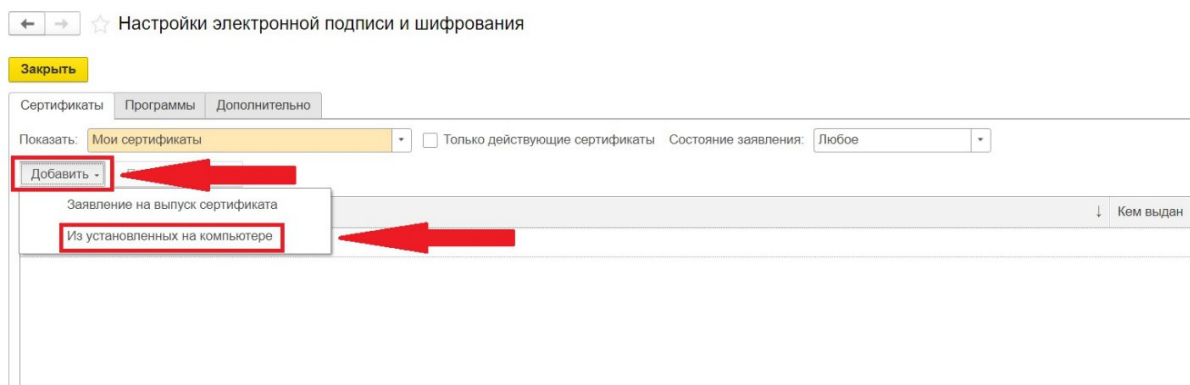 Настройки электронной подписи и шифрования
Закрыть
Сертификаты Программы Дополнительно
Показать: Мои сертификаты Только действующие сертификаты Состояние заявления: Любое
Добавить
Заявление на выпуск сертификата
Кем выдан
Из установленных на компьютере